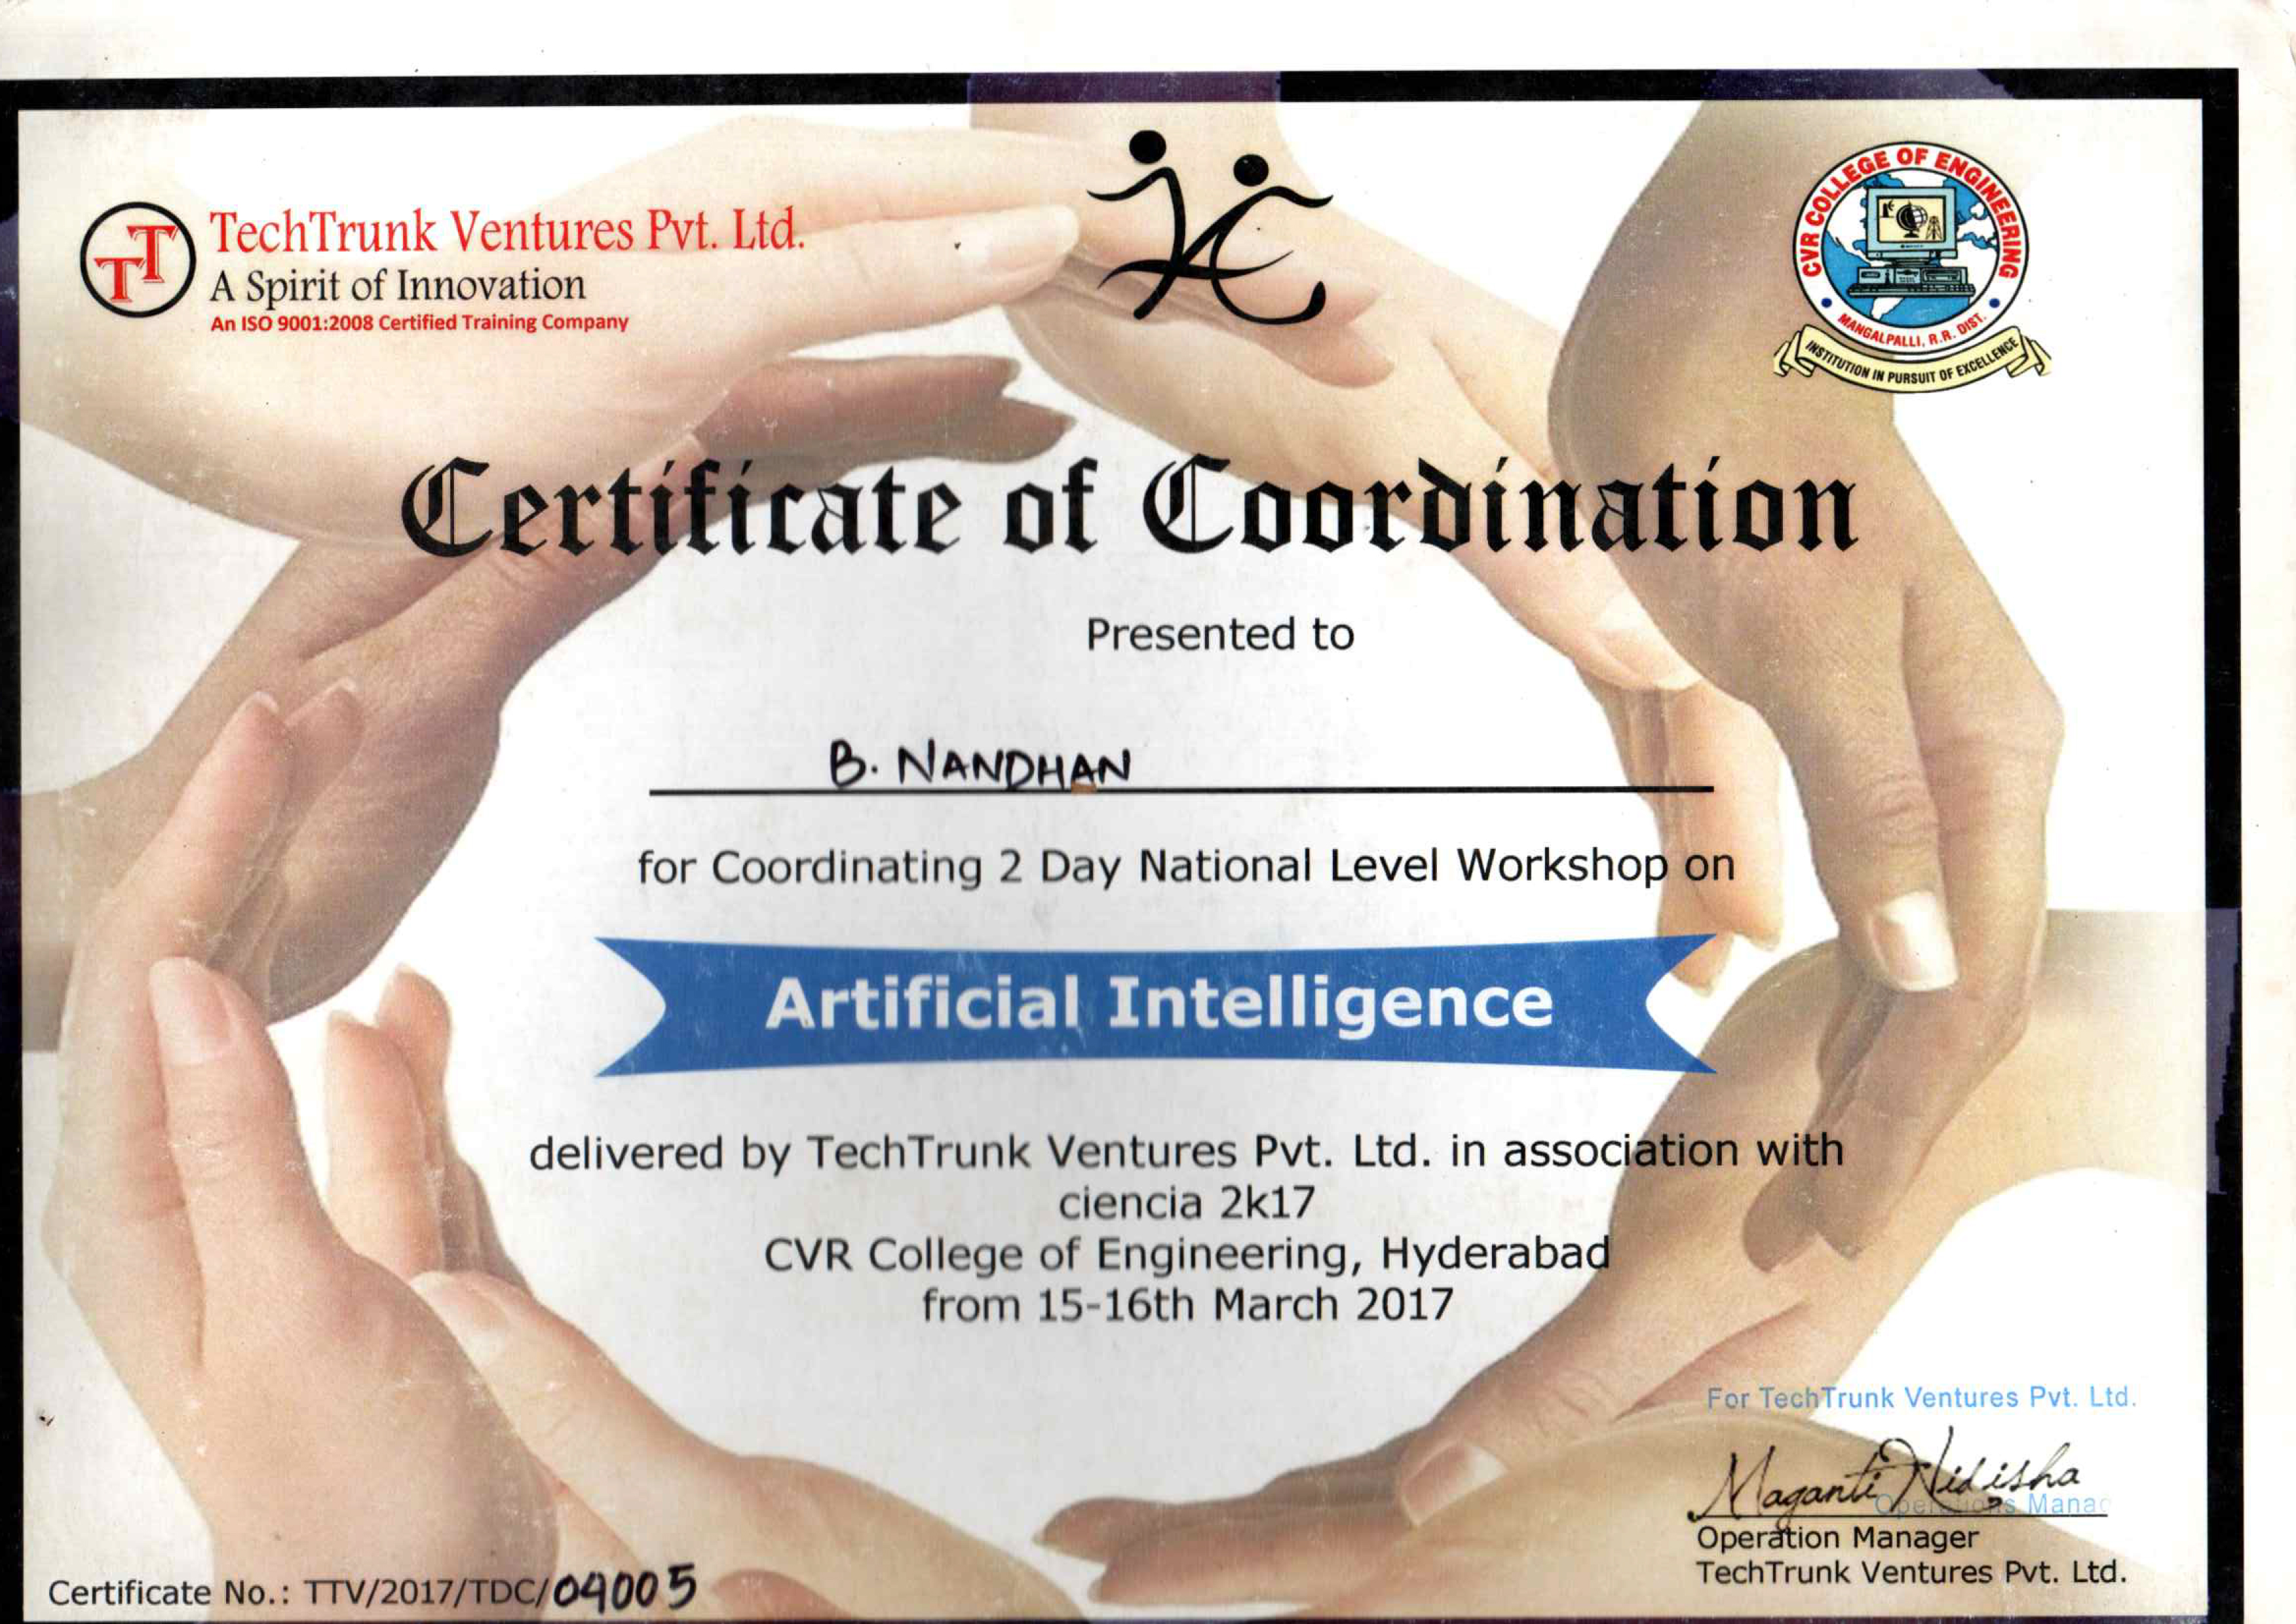 TechTrunk Ventures Pvt. Ltd.
A Spirit of Innovation
An ISO 9001:2008 Certified Training Company
CVR COLLEGE OF ENGINEERING
MANGALPALLI, R.R. DIST.
INSTITUTION IN PURSUIT OF EXCELLENCE
Certificate of Coordination
Presented to
B. NANDHAN
for Coordinating 2 Day National Level Workshop on
Artificial Intelligence
delivered by TechTrunk Ventures Pvt. Ltd. in association with
ciencia 2k17
CVR College of Engineering, Hyderabad
from 15-16th March 2017
For TechTrunk Ventures Pvt. Ltd.
Maganti Nidisha
Operations Manag
Operation Manager
TechTrunk Ventures Pvt. Ltd.
Certificate No.: TTV/2017/TDC/04005